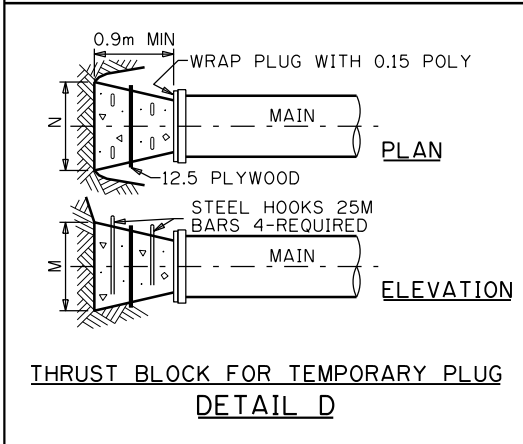 0.9m MIN
WRAP PLUG WITH 0.15 POLY
N
MAIN
PLAN
12.5 PLYWOOD
STEEL HOOKS 25M
BARS 4-REQUIRED
M
MAIN
ELEVATION
THRUST BLOCK FOR TEMPORARY PLUG
DETAIL D